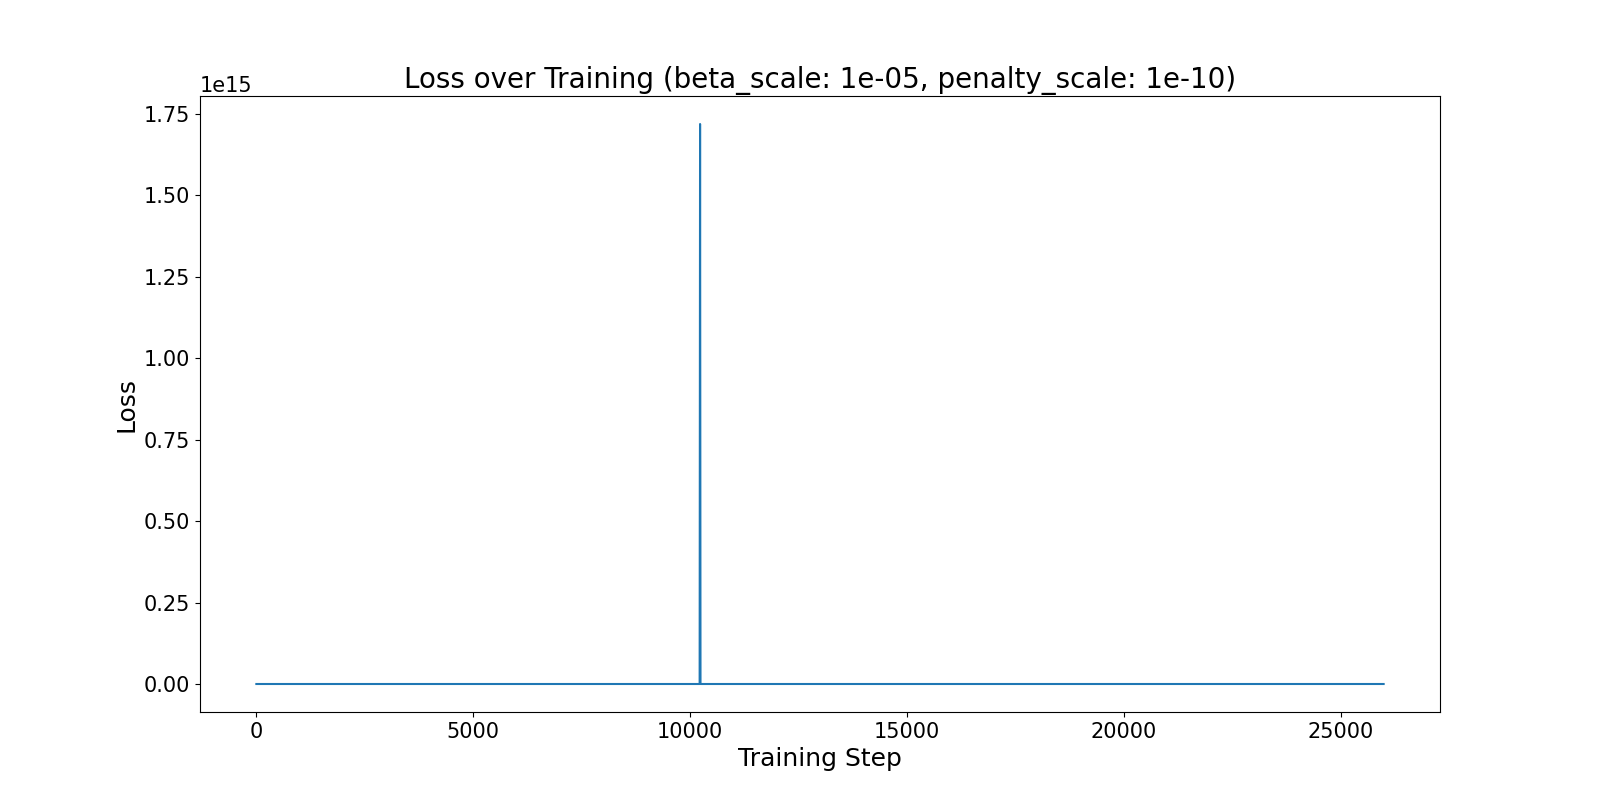 Loss over Training (beta_scale: 1e-05, penalty_scale: 1e-10)
1e15
1.75
1.50
1.25
1.00
0.75
0.50
0.25
0.00
Loss
0 5000 10000 15000 20000 25000
Training Step